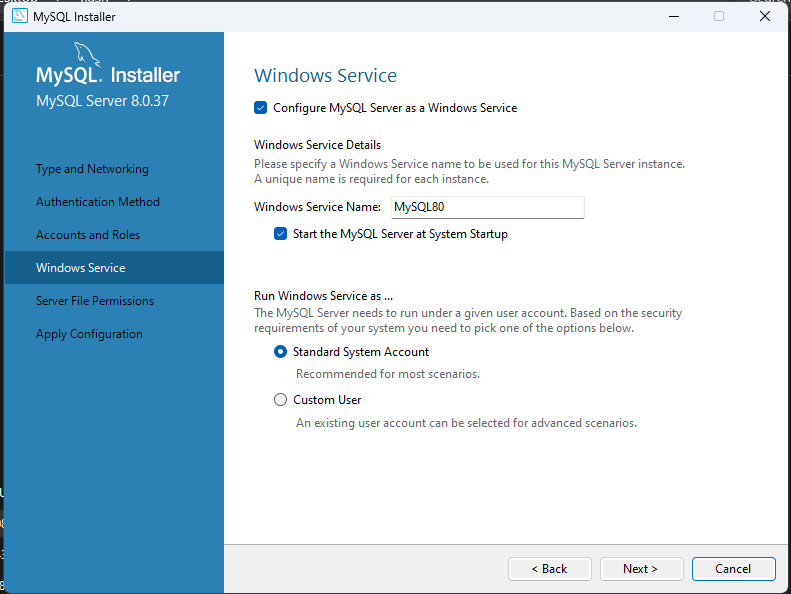 MySQL Installer
MySQL. Installer
MySQL Server 8.0.37
Type and Networking
Authentication Method
Accounts and Roles
Windows Service
Server File Permissions
Apply Configuration
Windows Service
Configure MySQL Server as a Windows Service
Windows Service Details
Please specify a Windows Service name to be used for this MySQL Server instance.
A unique name is required for each instance.
Windows Service Name: MySQL80
Start the MySQL Server at System Startup
Run Windows Service as ...
The MySQL Server needs to run under a given user account. Based on the security
requirements of your system you need to pick one of the options below.
Standard System Account
Recommended for most scenarios.
Custom User
An existing user account can be selected for advanced scenarios.
< Back
Next >
Cancel